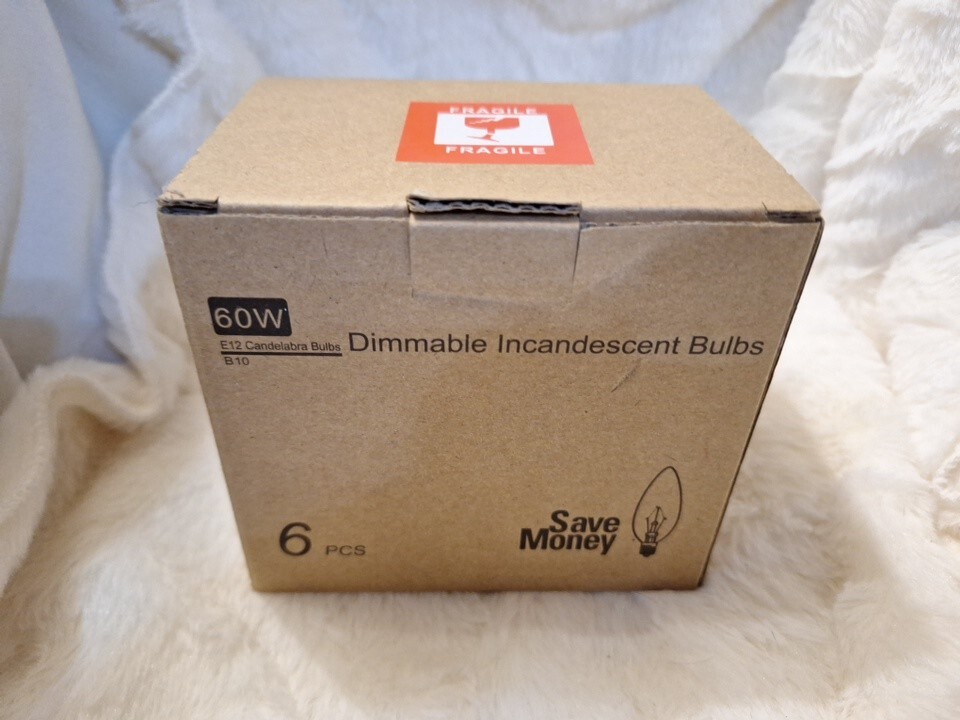 FRAGILE
FRAGILE
60W
E12 Candelabra Bulbs
B10
Dimmable Incandescent Bulbs
6 PCS
Save
Money